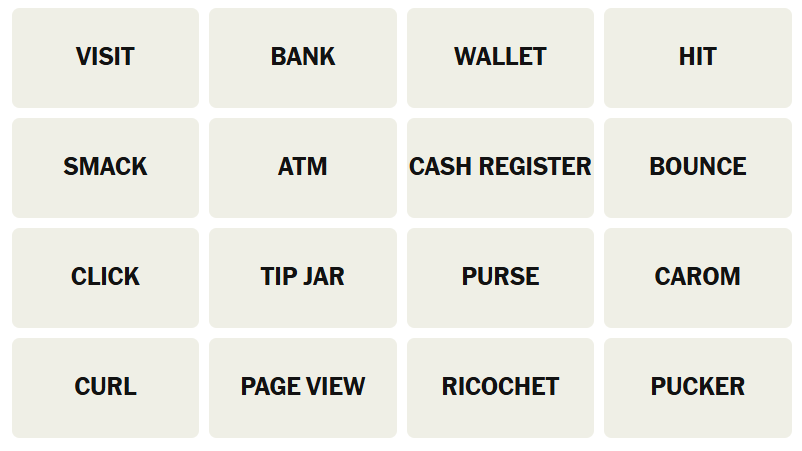 VISIT
BANK
WALLET
HIT
SMACK
ATM
CASH REGISTER
BOUNCE
CLICK
TIP JAR
PURSE
CAROM
CURL
PAGE VIEW
RICOCHET
PUCKER